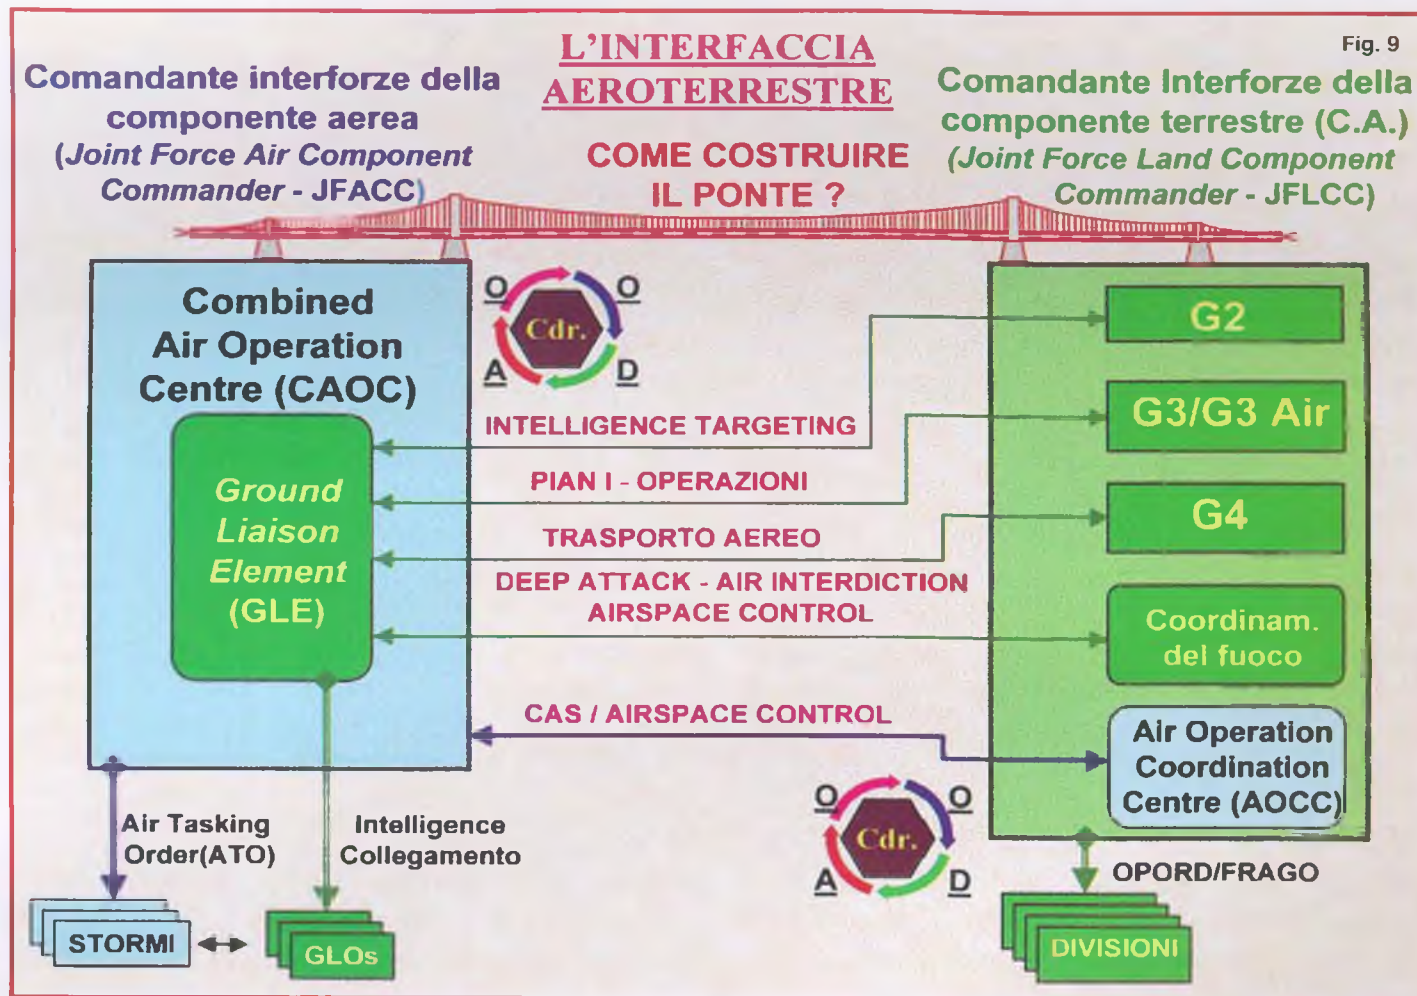 L'INTERFACCIA
AEROTERRESTRE
Fig. 9
Comandante interforze della
componente aerea
(Joint Force Air Component
Commander - JFACC)
COME COSTRUIRE
IL PONTE ?
Comandante Interforze della
componente terrestre (C.A.)
(Joint Force Land Component
Commander - JFLCC)
Combined
Air Operation
Centre (CAOC)
O
O
Cdr.
A
D
G2
G3/G3 Air
G4
Coordinam.
del fuoco
Air Operation
Coordination
Centre (AOCC)
Ground
Liaison
Element
(GLE)
INTELLIGENCE TARGETING
PIAN I - OPERAZIONI
TRASPORTO AEREO
DEEP ATTACK - AIR INTERDICTION
AIRSPACE CONTROL
CAS / AIRSPACE CONTROL
O
O
Cdr.
A
D
Air Tasking
Order(ATO)
Intelligence
Collegamento
OPORD/FRAGO
STORMI
GLOs
DIVISIONI